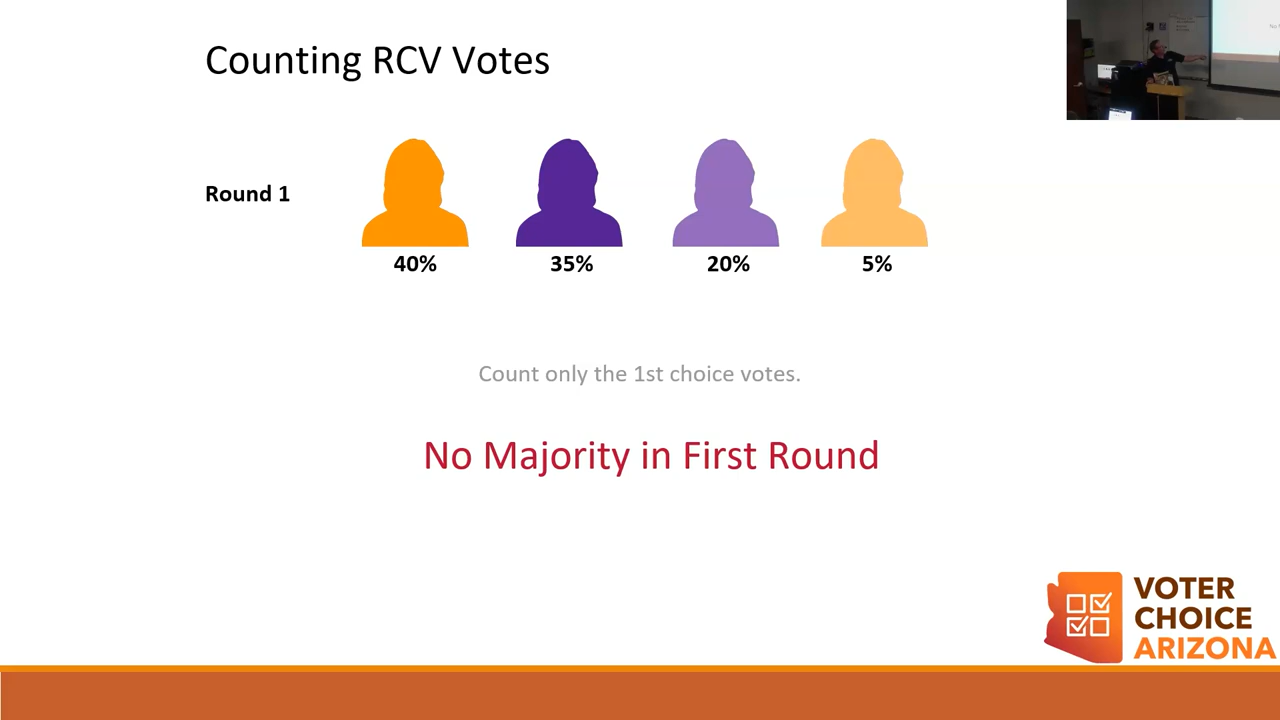 Counting RCV Votes
Round 1
40%
35%
20%
5%
Count only the 1st choice votes.
No Majority in First Round
VOTER
CHOICE
ARIZONA